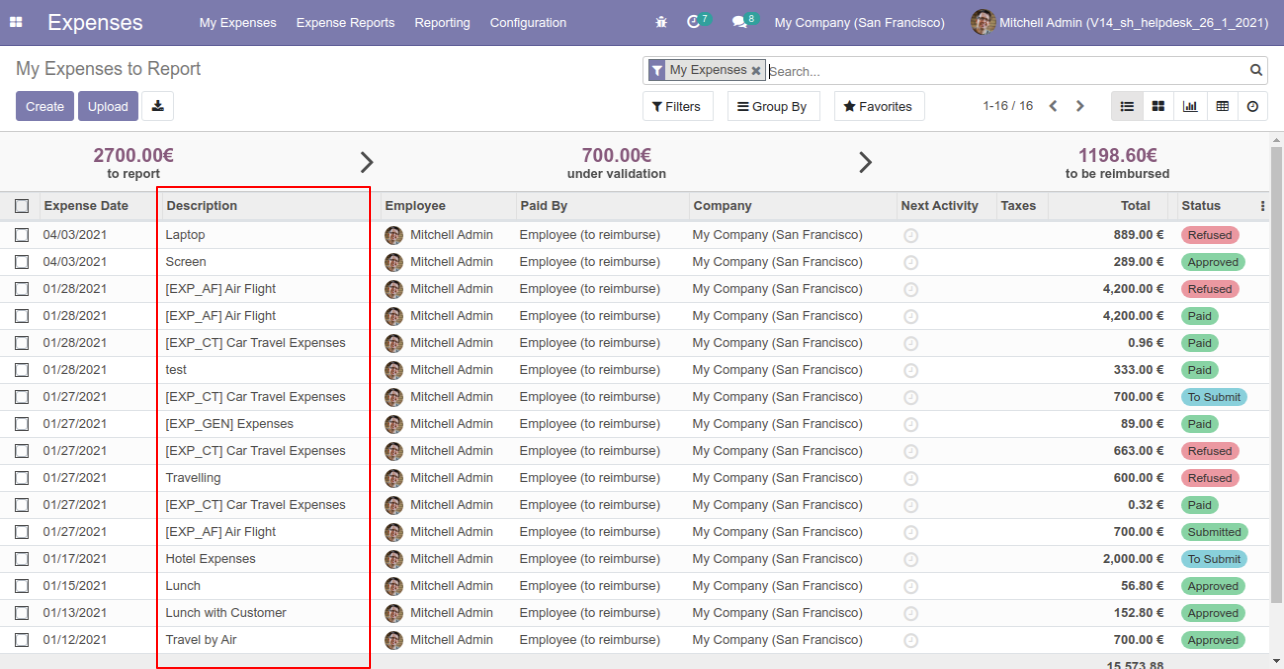 Expenses My Expenses Expense Reports Reporting Configuration 7 8 My Company (San Francisco) Mitchell Admin (V14_sh_helpdesk_26_1_2021)
My Expenses to Report My Expenses Search...
Create Upload Filters Group By Favorites 1-16 / 16
2700.00€ 700.00€ 1198.60€
to report under validation to be reimbursed
Expense Date Description Employee Paid By Company Next Activity Taxes Total Status
04/03/2021 Laptop Mitchell Admin Employee (to reimburse) My Company (San Francisco) 889.00 € Refused
04/03/2021 Screen Mitchell Admin Employee (to reimburse) My Company (San Francisco) 289.00 € Approved
01/28/2021 [EXP_AF] Air Flight Mitchell Admin Employee (to reimburse) My Company (San Francisco) 4,200.00 € Refused
01/28/2021 [EXP_AF] Air Flight Mitchell Admin Employee (to reimburse) My Company (San Francisco) 4,200.00 € Paid
01/28/2021 [EXP_CT] Car Travel Expenses Mitchell Admin Employee (to reimburse) My Company (San Francisco) 0.96 € Paid
01/28/2021 test Mitchell Admin Employee (to reimburse) My Company (San Francisco) 333.00 € Paid
01/27/2021 [EXP_CT] Car Travel Expenses Mitchell Admin Employee (to reimburse) My Company (San Francisco) 700.00 € To Submit
01/27/2021 [EXP_GEN] Expenses Mitchell Admin Employee (to reimburse) My Company (San Francisco) 89.00 € Paid
01/27/2021 [EXP_CT] Car Travel Expenses Mitchell Admin Employee (to reimburse) My Company (San Francisco) 663.00 € Refused
01/27/2021 Travelling Mitchell Admin Employee (to reimburse) My Company (San Francisco) 600.00 € Refused
01/27/2021 [EXP_CT] Car Travel Expenses Mitchell Admin Employee (to reimburse) My Company (San Francisco) 0.32 € Paid
01/27/2021 [EXP_AF] Air Flight Mitchell Admin Employee (to reimburse) My Company (San Francisco) 700.00 € Submitted
01/17/2021 Hotel Expenses Mitchell Admin Employee (to reimburse) My Company (San Francisco) 2,000.00 € To Submit
01/15/2021 Lunch Mitchell Admin Employee (to reimburse) My Company (San Francisco) 56.80 € Approved
01/13/2021 Lunch with Customer Mitchell Admin Employee (to reimburse) My Company (San Francisco) 152.80 € Approved
01/12/2021 Travel by Air Mitchell Admin Employee (to reimburse) My Company (San Francisco) 700.00 € Approved
15,573.88